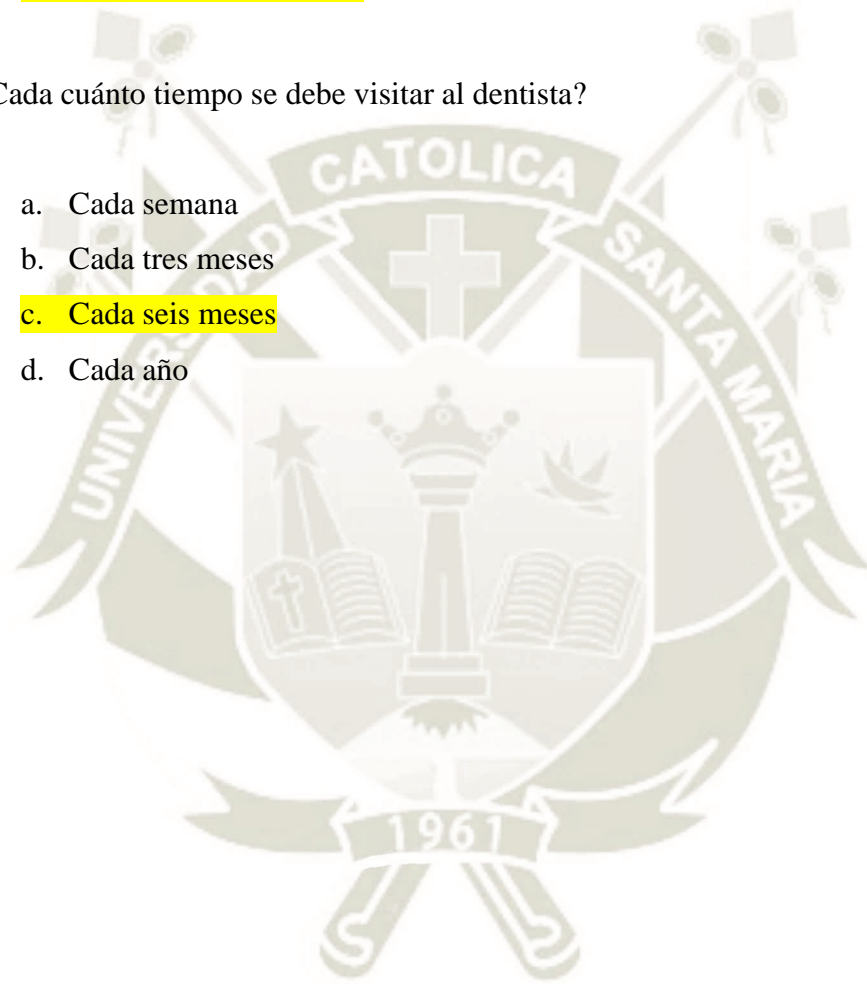 Cada cuánto tiempo se debe visitar al dentista?
a. Cada semana
b. Cada tres meses
c. Cada seis meses
d. Cada año
UNIVERSIDAD CATOLICA SANTA MARIA
1961